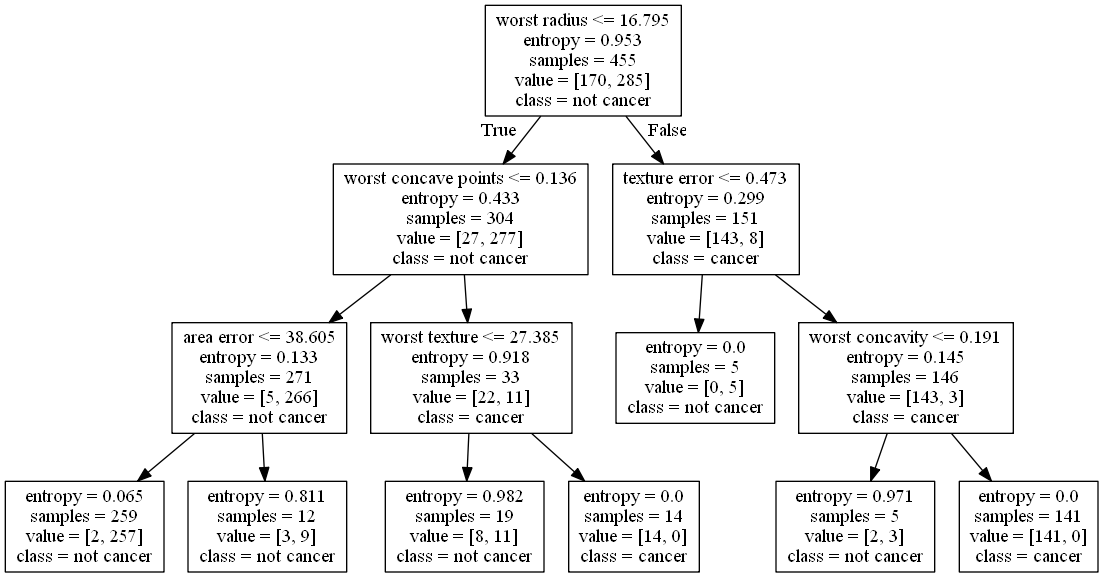 worst radius <= 16.795
entropy = 0.953
samples = 455
value = [170, 285]
class = not cancer
True
False
worst concave points <= 0.136
entropy = 0.433
samples = 304
value = [27, 277]
class = not cancer
texture error <= 0.473
entropy = 0.299
samples = 151
value = [143, 8]
class = cancer
area error <= 38.605
entropy = 0.133
samples = 271
value = [5, 266]
class = not cancer
worst texture <= 27.385
entropy = 0.918
samples = 33
value = [22, 11]
class = cancer
entropy = 0.0
samples = 5
value = [0, 5]
class = not cancer
worst concavity <= 0.191
entropy = 0.145
samples = 146
value = [143, 3]
class = cancer
entropy = 0.065
samples = 259
value = [2, 257]
class = not cancer
entropy = 0.811
samples = 12
value = [3, 9]
class = not cancer
entropy = 0.982
samples = 19
value = [8, 11]
class = not cancer
entropy = 0.0
samples = 14
value = [14, 0]
class = cancer
entropy = 0.971
samples = 5
value = [2, 3]
class = not cancer
entropy = 0.0
samples = 141
value = [141, 0]
class = cancer